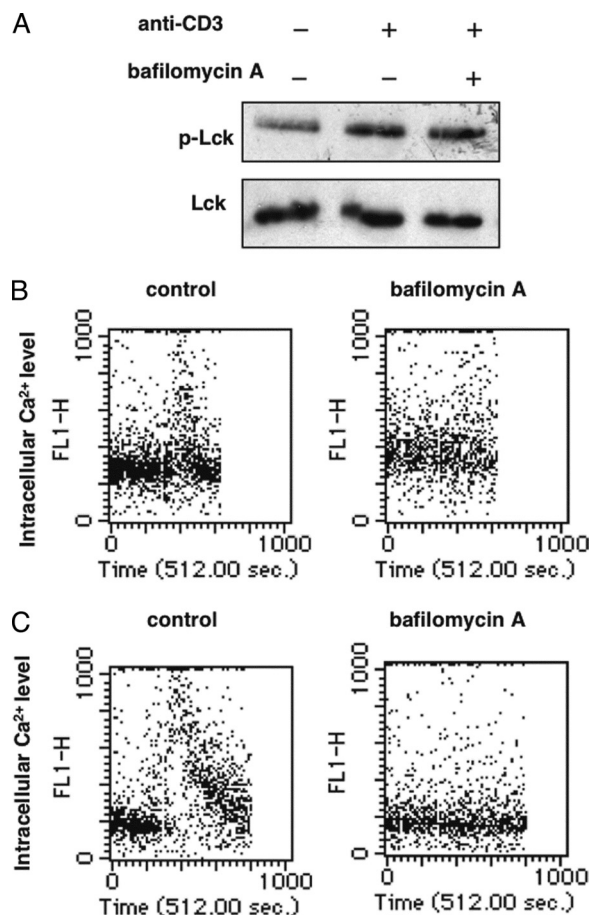 A
anti-CD3 – + +
bafilomycin A – – +
p-Lck
Lck
B
control bafilomycin A
Intracellular Ca²⁺ level
FL1-H
1000
0
0 1000
Time (512.00 sec.)
FL1-H
1000
0
0 1000
Time (512.00 sec.)
C
control bafilomycin A
Intracellular Ca²⁺ level
FL1-H
1000
0
0 1000
Time (512.00 sec.)
FL1-H
1000
0
0 1000
Time (512.00 sec.)